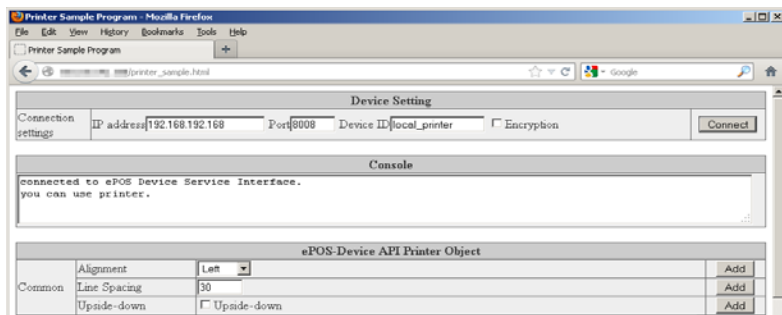 Printer Sample Program - Mozilla Firefox
File Edit View History Bookmarks Tools Help
Printer Sample Program
/printer_sample.html
Google
Device Setting
Connection settings IP address 192.168.192.168 Port 8008 Device ID local_printer Encryption Connect
Console
connected to ePOS Device Service Interface.
you can use printer.
ePOS-Device API Printer Object
Common
Alignment Left Add
Line Spacing 30 Add
Upside-down Upside-down Add